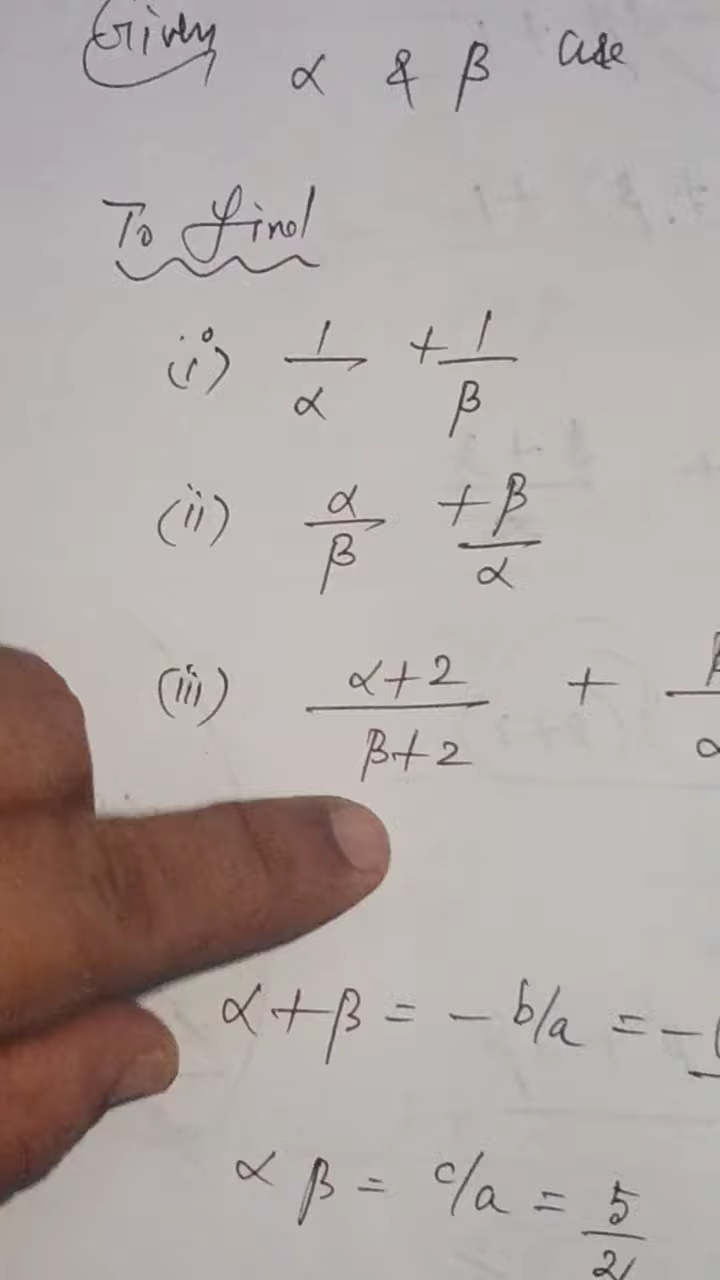 Given α & β are
To find
(i) 1/α + 1/β
(ii) α/β + β/α
(iii) α+2/β+2 +
α+β = - b/a = -
α β = c/a = 5/2